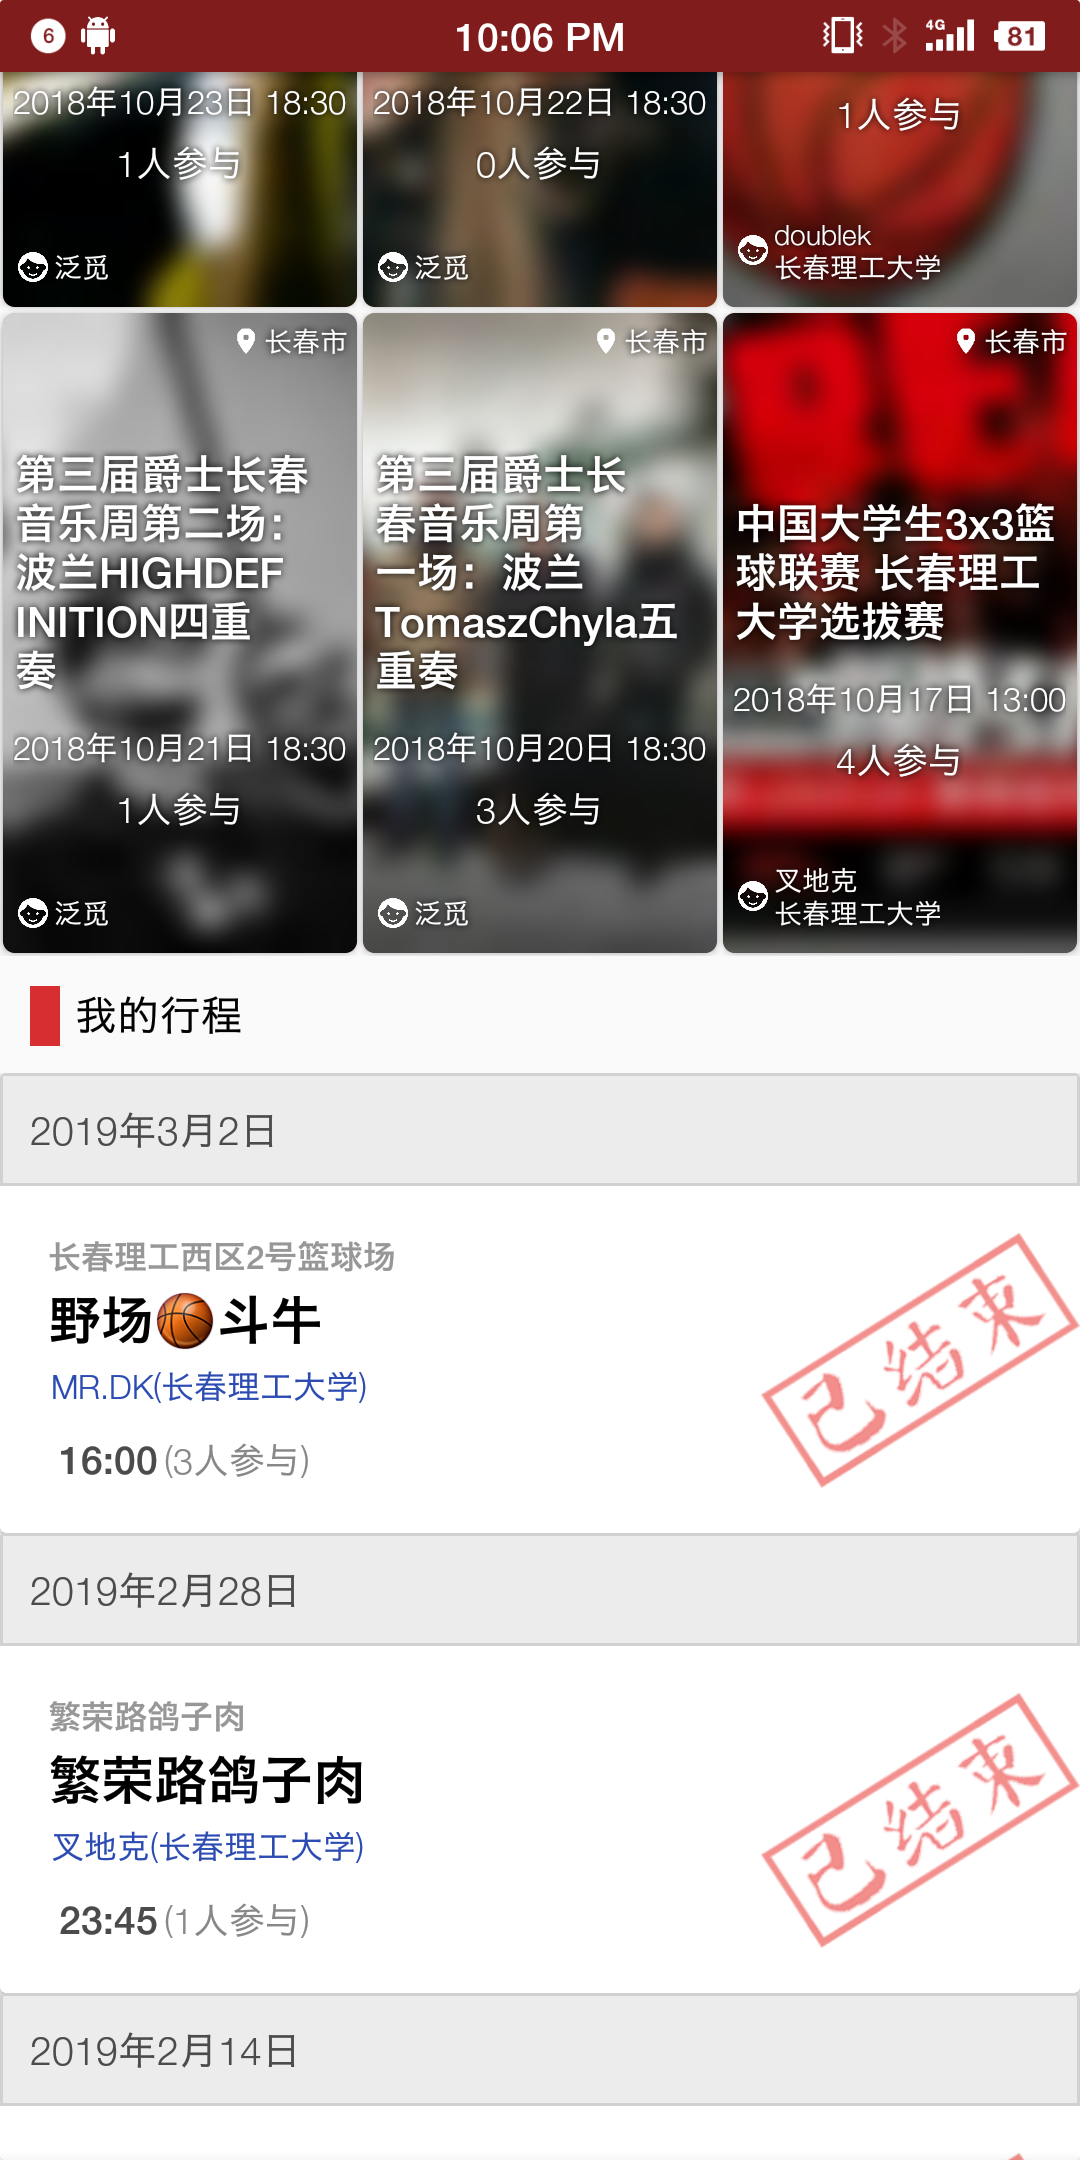 6
10:06 PM
4G
81
2018年10月23日 18:30
1人参与
泛觅
2018年10月22日 18:30
0人参与
泛觅
1人参与
doublek
长春理工大学
长春市
第三届爵士长春
音乐周第二场：
波兰HIGHDEF
INITION四重
奏
2018年10月21日 18:30
1人参与
泛觅
长春市
第三届爵士长
春音乐周第
一场：波兰
TomaszChyla五
重奏
2018年10月20日 18:30
3人参与
泛觅
长春市
中国大学生3x3篮
球联赛 长春理工
大学选拔赛
2018年10月17日 13:00
4人参与
叉地克
长春理工大学
我的行程
2019年3月2日
长春理工西区2号篮球场
野场🏀斗牛
MR.DK(长春理工大学)
16:00(3人参与)
已结束
2019年2月28日
繁荣路鸽子肉
繁荣路鸽子肉
叉地克(长春理工大学)
23:45(1人参与)
已结束
2019年2月14日